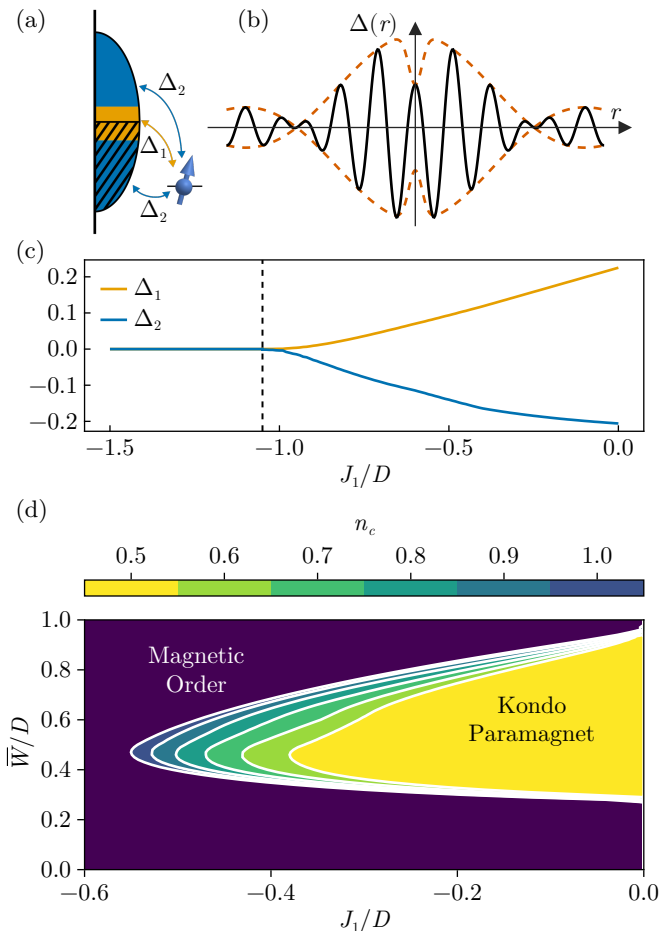 (a)
Δ₂
Δ₁
Δ₂
(b)
Δ(r)
r
(c)
0.2
0.1
0.0
−0.1
−0.2
Δ₁
Δ₂
−1.5
−1.0
−0.5
0.0
J₁/D
(d)
n_c
0.5 0.6 0.7 0.8 0.9 1.0
1.0
0.8
0.6
0.4
0.2
0.0
W̅/D
Magnetic
Order
Kondo
Paramagnet
−0.6
−0.4
−0.2
0.0
J₁/D